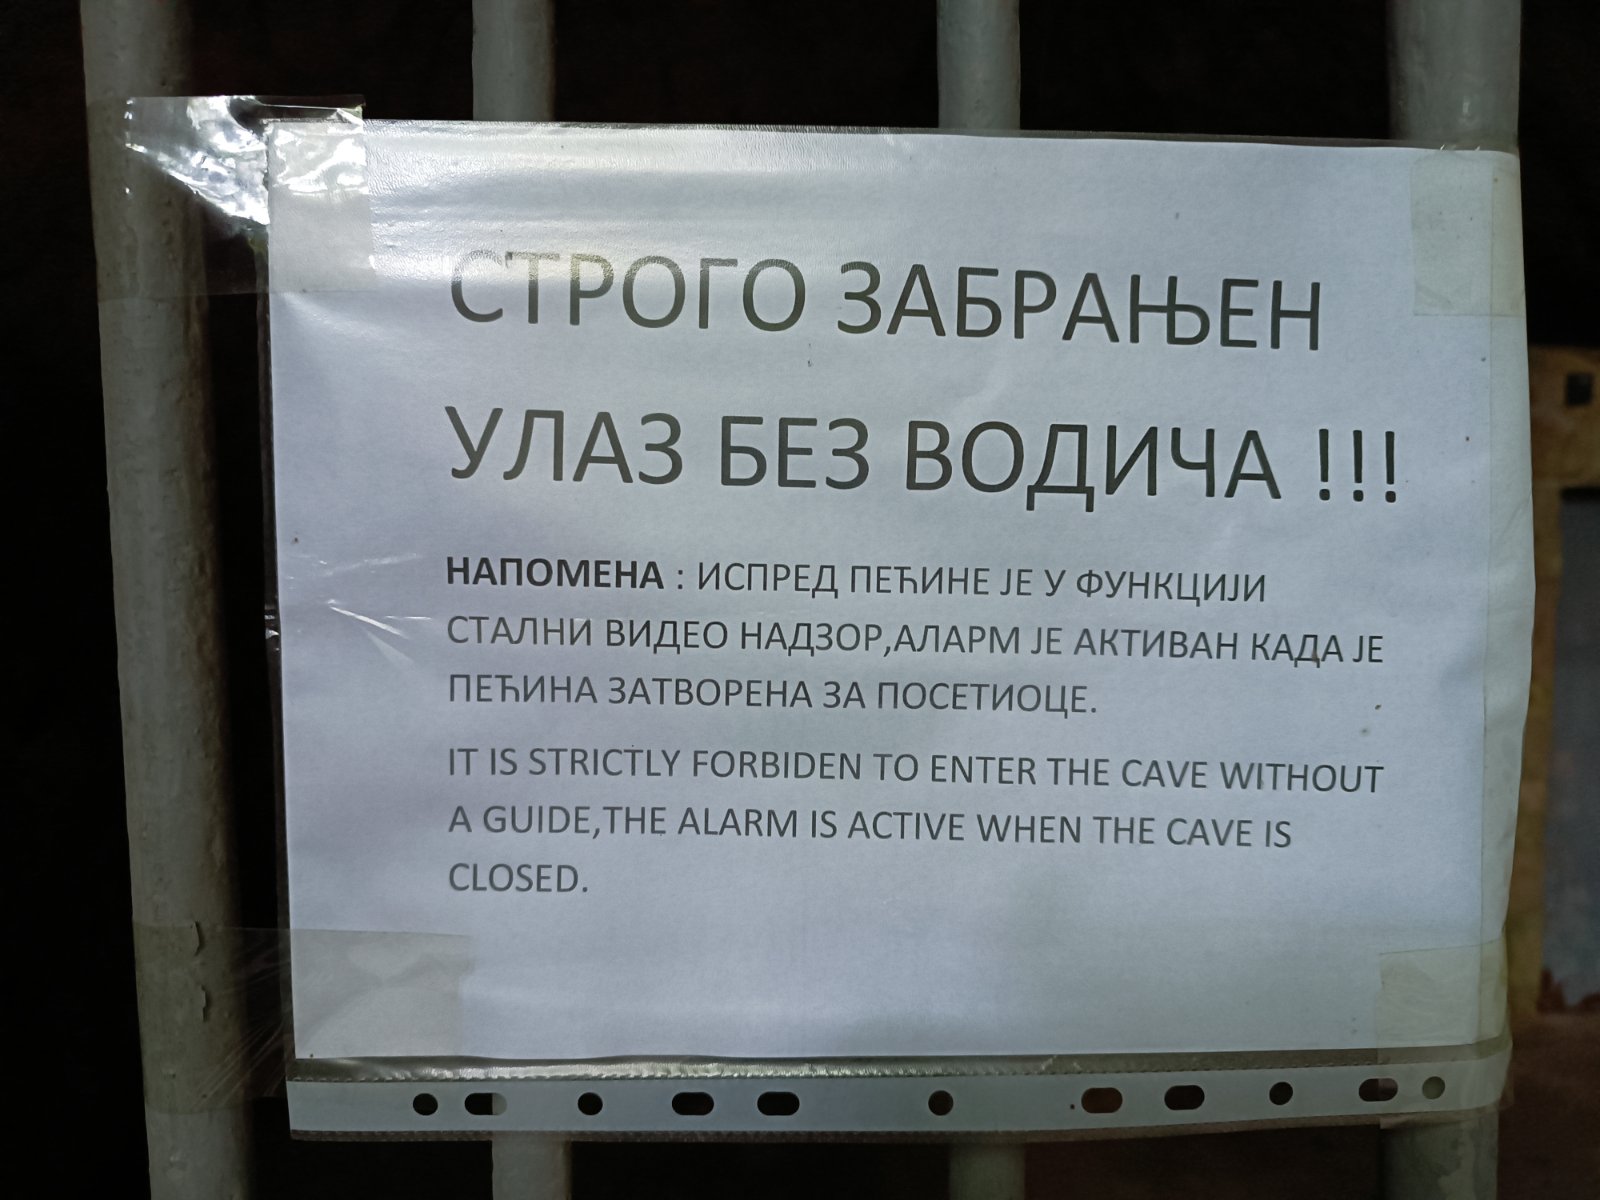 СТРОГО ЗАБРАЊЕН
УЛАЗ БЕЗ ВОДИЧА !!!
НАПОМЕНА : ИСПРЕД ПЕЋИНЕ ЈЕ У ФУНКЦИЈИ
СТАЛНИ ВИДЕО НАДЗОР,АЛАРМ ЈЕ АКТИВАН КАДА ЈЕ
ПЕЋИНА ЗАТВОРЕНА ЗА ПОСЕТИОЦЕ.
IT IS STRICTLY FORBIDEN TO ENTER THE CAVE WITHOUT
A GUIDE,THE ALARM IS ACTIVE WHEN THE CAVE IS
CLOSED.